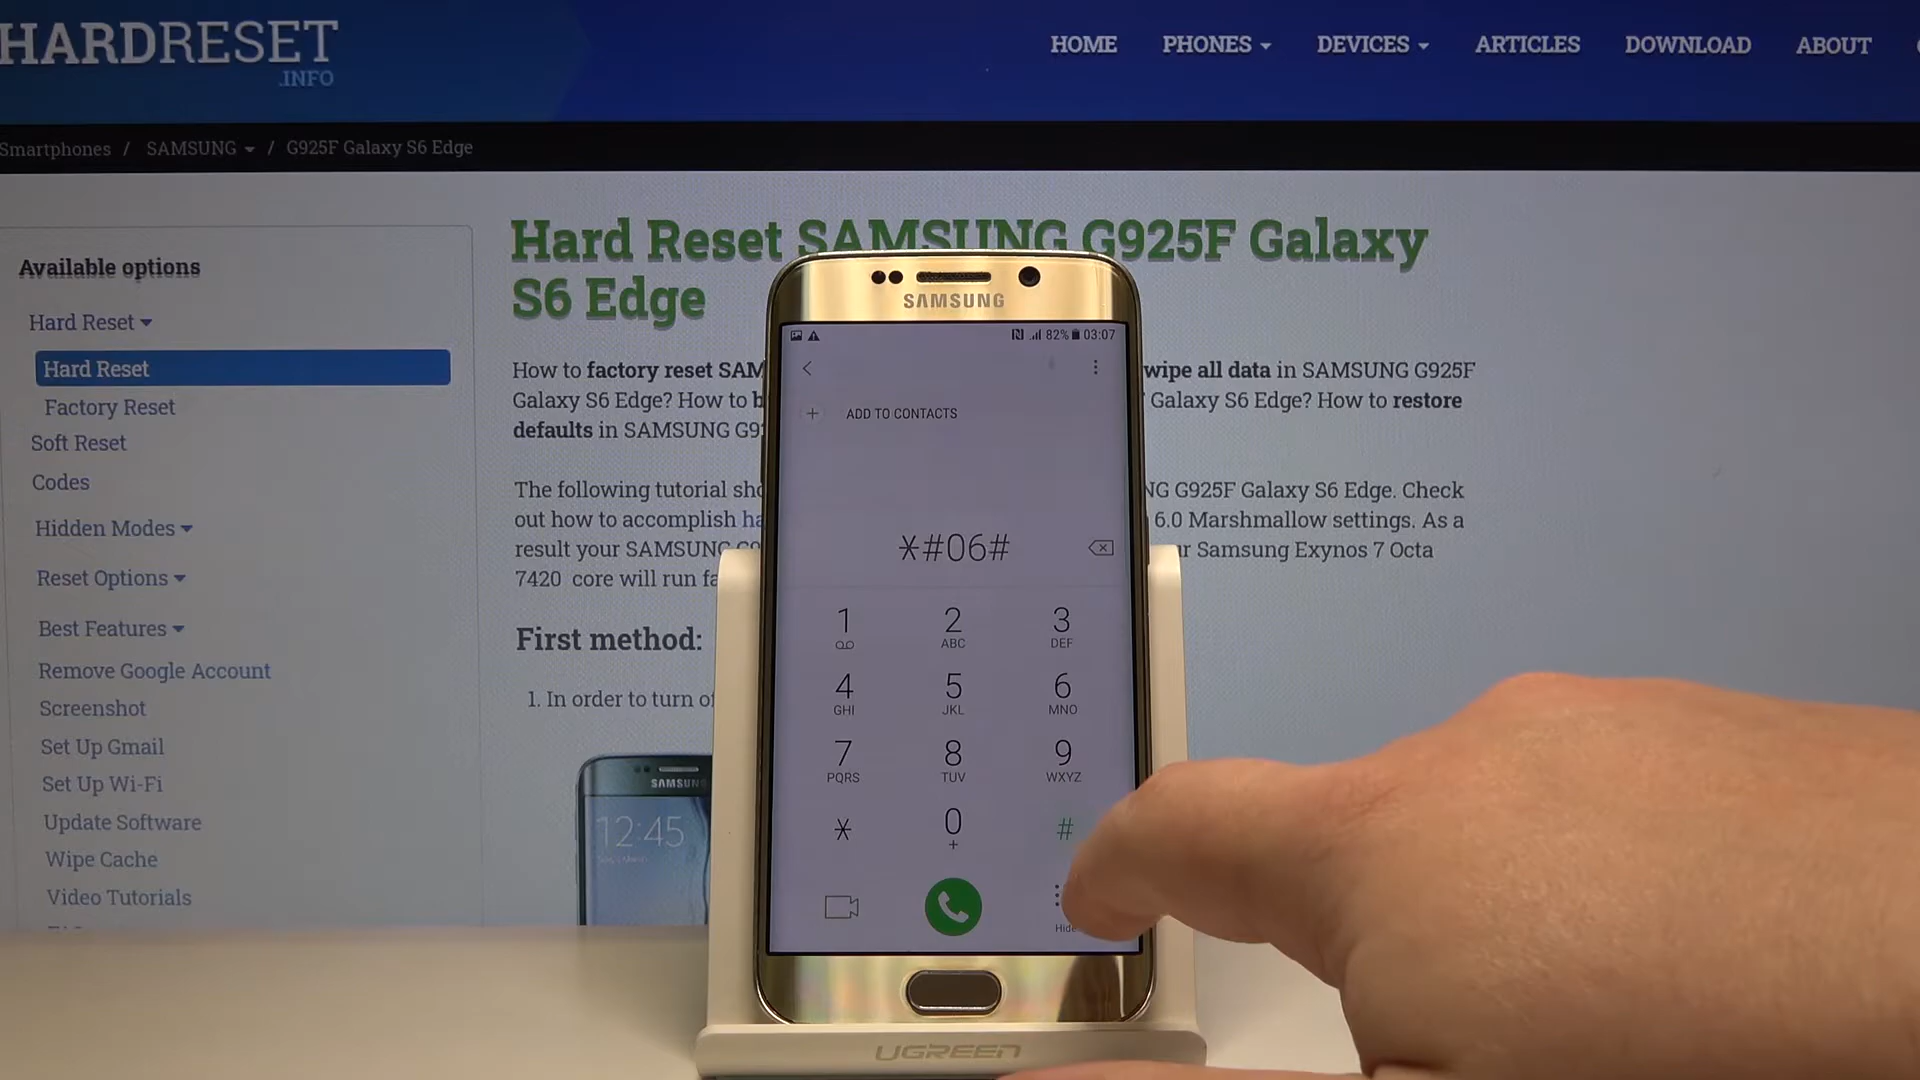 HARDRESET
.INFO
HOME PHONES DEVICES ARTICLES DOWNLOAD ABOUT
Smartphones / SAMSUNG / G925F Galaxy S6 Edge
Available options
Hard Reset
Hard Reset
Factory Reset
Soft Reset
Codes
Hidden Modes
Reset Options
Best Features
Remove Google Account
Screenshot
Set Up Gmail
Set Up Wi-Fi
Update Software
Wipe Cache
Video Tutorials
Hard Reset SAMSUNG G925F Galaxy
S6 Edge
How to factory reset SAM wipe all data in SAMSUNG G925F
Galaxy S6 Edge? How to b Galaxy S6 Edge? How to restore
defaults in SAMSUNG G9
The following tutorial sho NG G925F Galaxy S6 Edge. Check
out how to accomplish ha 6.0 Marshmallow settings. As a
result your SAMSUNG r Samsung Exynos 7 Octa
7420 core will run fa
First method:
1. In order to turn of
SAMSUNG
12:45
SAMSUNG
82% 03:07
+ ADD TO CONTACTS
*#06#
1 2 3
ABC DEF
4 5 6
GHI JKL MNO
7 8 9
PQRS TUV WXYZ
* 0 #
+
Hide
UGREEN